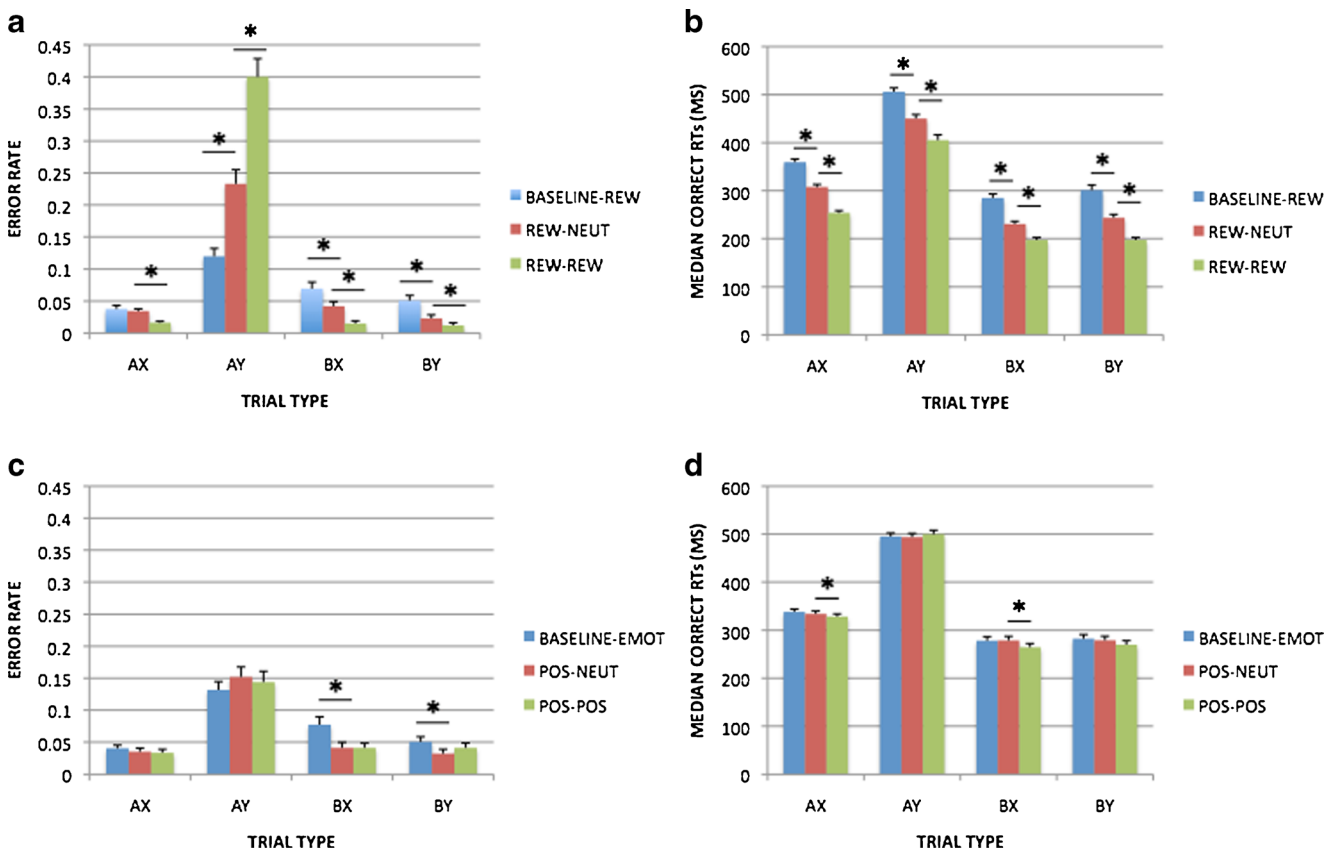 a
ERROR RATE
0.45
0.4
0.35
0.3
0.25
0.2
0.15
0.1
0.05
0
*
*
*
*
*
*
*
AX AY BX BY
TRIAL TYPE
BASELINE-REW
REW-NEUT
REW-REW
b
MEDIAN CORRECT RTs (MS)
600
500
400
300
200
100
0
*
*
*
*
*
*
*
*
AX AY BX BY
TRIAL TYPE
BASELINE-REW
REW-NEUT
REW-REW
c
ERROR RATE
0.45
0.4
0.35
0.3
0.25
0.2
0.15
0.1
0.05
0
*
*
AX AY BX BY
TRIAL TYPE
BASELINE-EMOT
POS-NEUT
POS-POS
d
MEDIAN CORRECT RTs (MS)
600
500
400
300
200
100
0
*
*
AX AY BX BY
TRIAL TYPE
BASELINE-EMOT
POS-NEUT
POS-POS